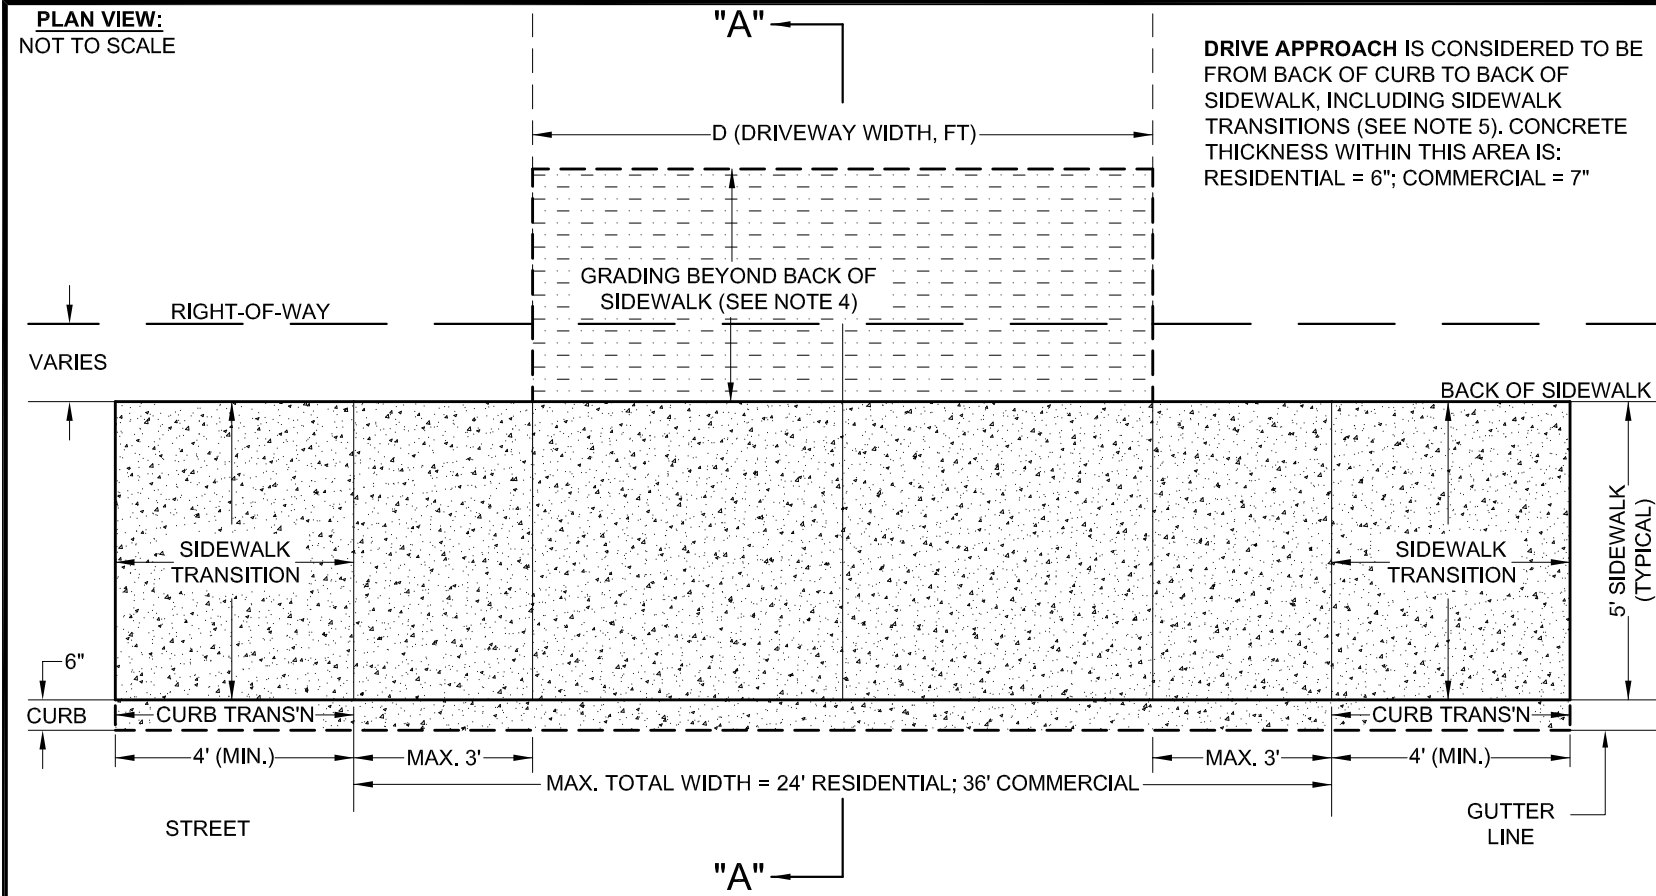 PLAN VIEW:
NOT TO SCALE
"A"
DRIVE APPROACH IS CONSIDERED TO BE
FROM BACK OF CURB TO BACK OF
SIDEWALK, INCLUDING SIDEWALK
TRANSITIONS (SEE NOTE 5). CONCRETE
THICKNESS WITHIN THIS AREA IS:
RESIDENTIAL = 6"; COMMERCIAL = 7"
D (DRIVEWAY WIDTH, FT)
GRADING BEYOND BACK OF
SIDEWALK (SEE NOTE 4)
RIGHT-OF-WAY
VARIES
BACK OF SIDEWALK
SIDEWALK
TRANSITION
SIDEWALK
TRANSITION
5' SIDEWALK
(TYPICAL)
6"
CURB
CURB TRANS'N
CURB TRANS'N
4' (MIN.)
MAX. 3'
MAX. 3'
4' (MIN.)
MAX. TOTAL WIDTH = 24' RESIDENTIAL; 36' COMMERCIAL
STREET
GUTTER
LINE
"A"